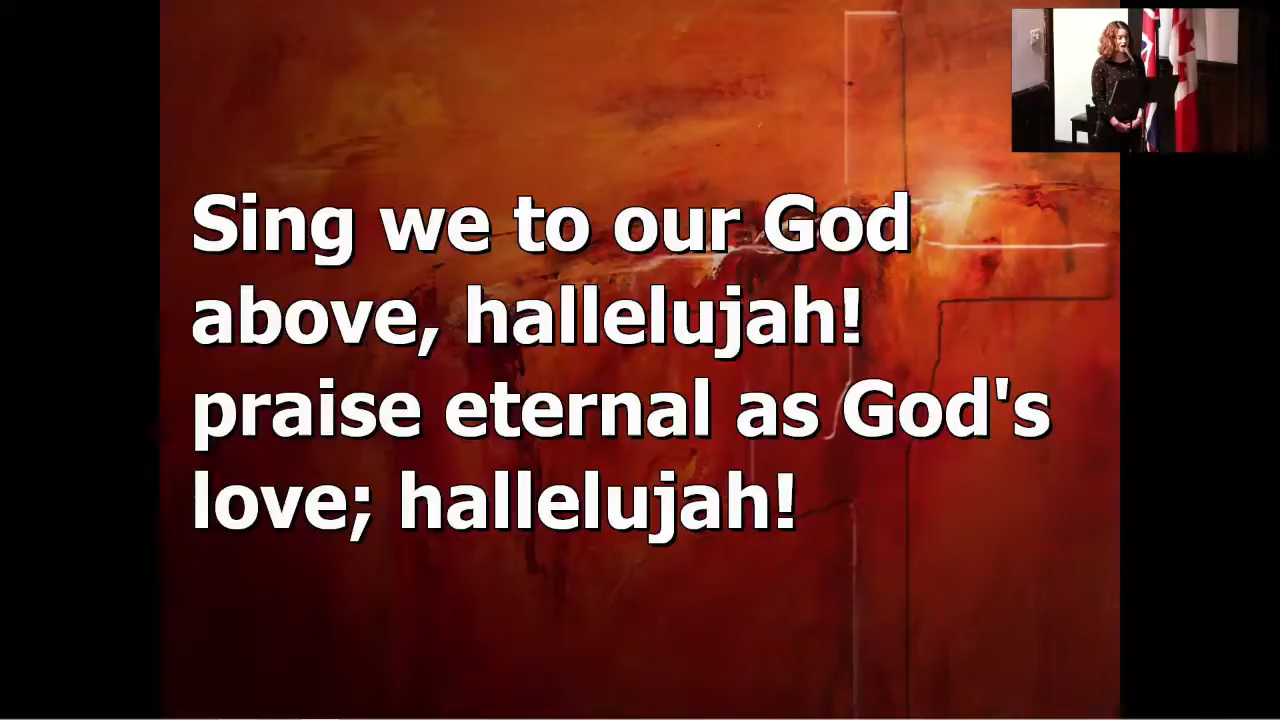 Sing we to our God
above, hallelujah!
praise eternal as God's
love; hallelujah!